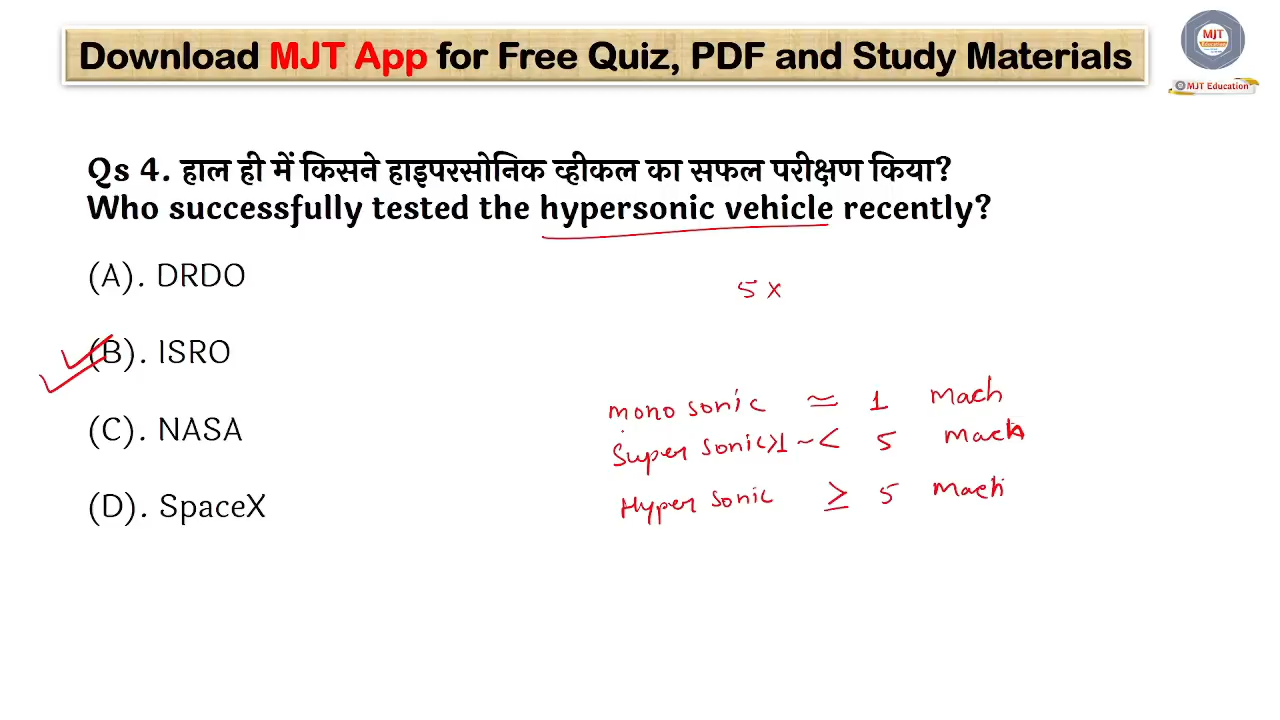 Download MJT App for Free Quiz, PDF and Study Materials
MJT
Education
MJT Education
Qs 4. हाल ही में किसने हाइपरसोनिक व्हीकल का सफल परीक्षण किया?
Who successfully tested the hypersonic vehicle recently?
(A). DRDO
5 x
(B). ISRO
mono sonic ≃ 1 Mach
(C). NASA
Super sonic >1 ~ < 5 Mach
Hyper sonic ≥ 5 Mach
(D). SpaceX